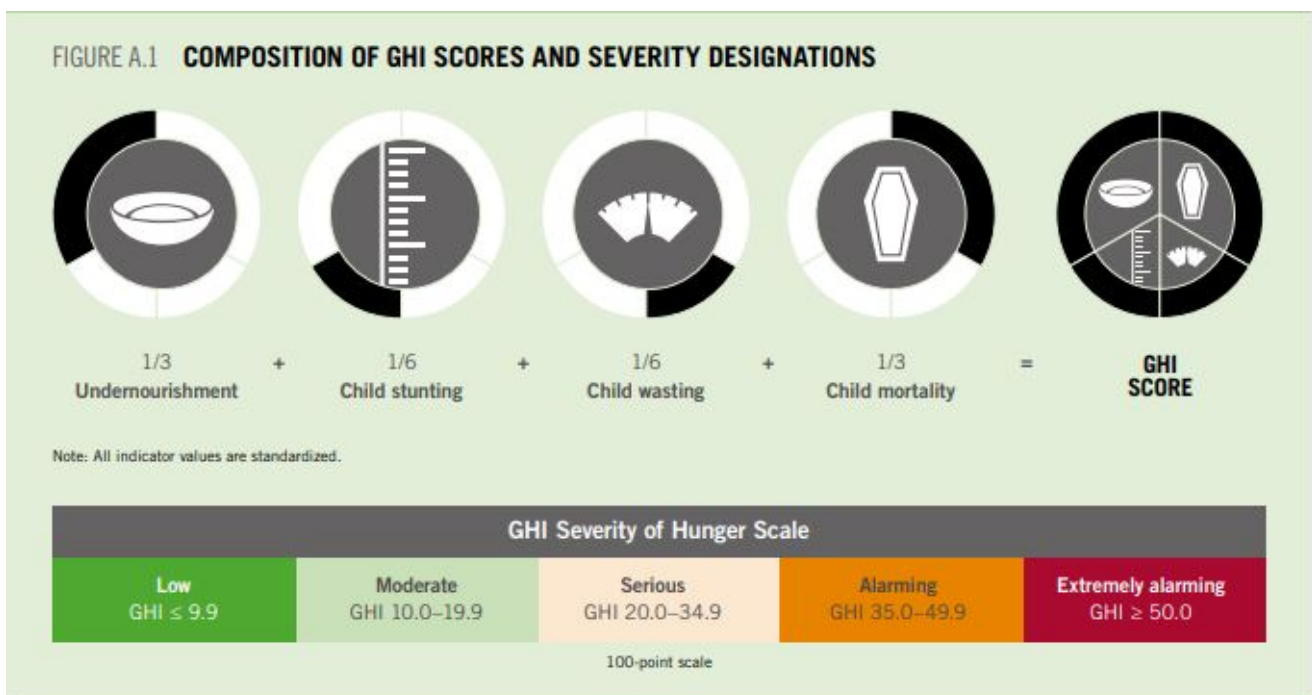 FIGURE A.1 COMPOSITION OF GHI SCORES AND SEVERITY DESIGNATIONS
1/3 + 1/6 + 1/6 + 1/3 = GHI
Undernourishment Child stunting Child wasting Child mortality SCORE
Note: All indicator values are standardized.
GHI Severity of Hunger Scale
Low Moderate Serious Alarming Extremely alarming
GHI ≤ 9.9 GHI 10.0–19.9 GHI 20.0–34.9 GHI 35.0–49.9 GHI ≥ 50.0
100-point scale